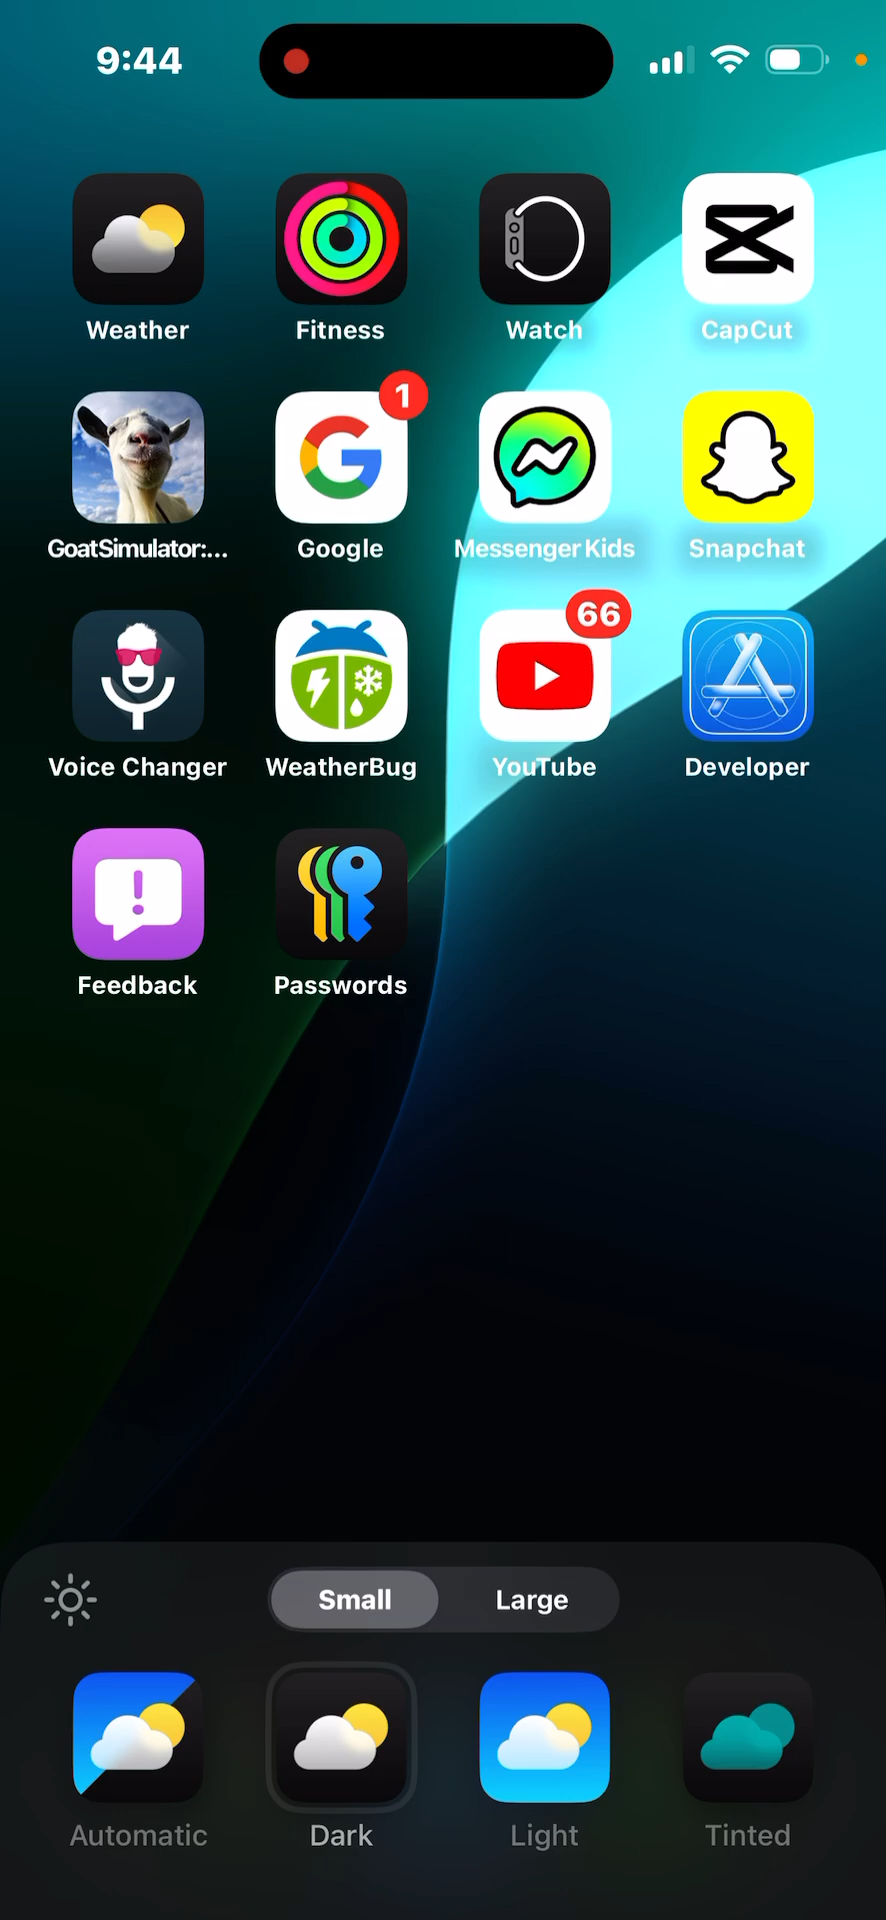 9:44
Weather Fitness Watch CapCut
1
GoatSimulator:... Google Messenger Kids Snapchat
66
Voice Changer WeatherBug YouTube Developer
Feedback Passwords
Small Large
Automatic Dark Light Tinted